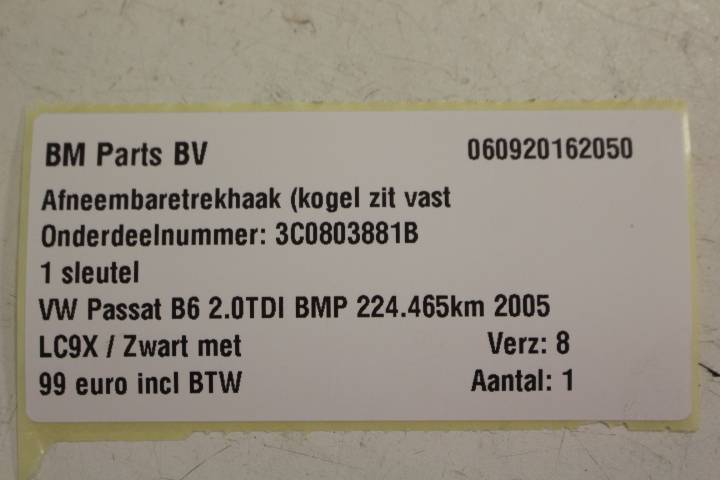 BM Parts BV 060920162050
Afneembaretrekhaak (kogel zit vast
Onderdeelnummer: 3C0803881B
1 sleutel
VW Passat B6 2.0TDI BMP 224.465km 2005
LC9X / Zwart met Verz: 8
99 euro incl BTW Aantal: 1